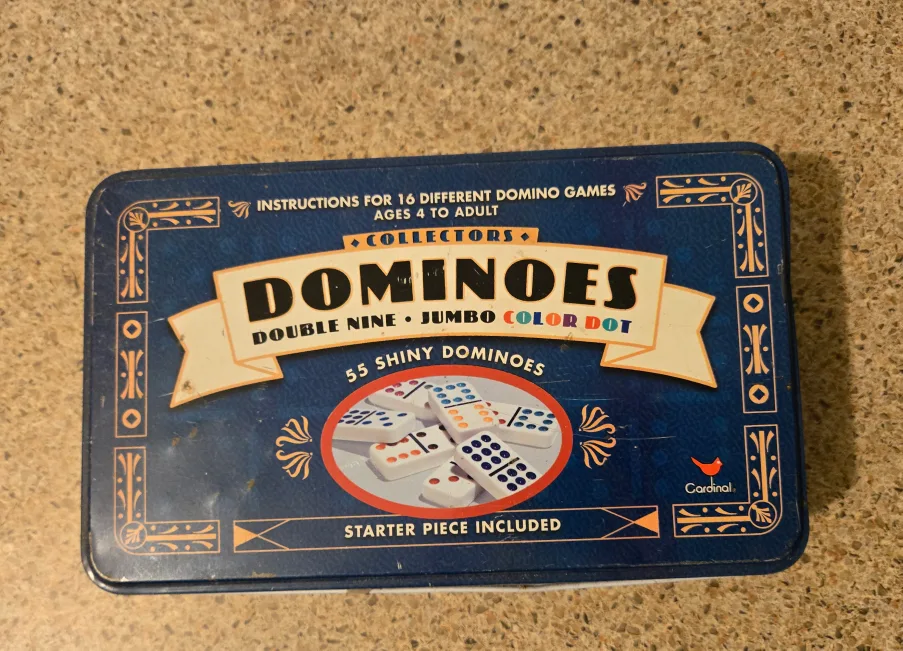 INSTRUCTIONS FOR 16 DIFFERENT DOMINO GAMES
AGES 4 TO ADULT
COLLECTORS
DOMINOES
DOUBLE NINE • JUMBO COLOR DOT
55 SHINY DOMINOES
Cardinal®
STARTER PIECE INCLUDED